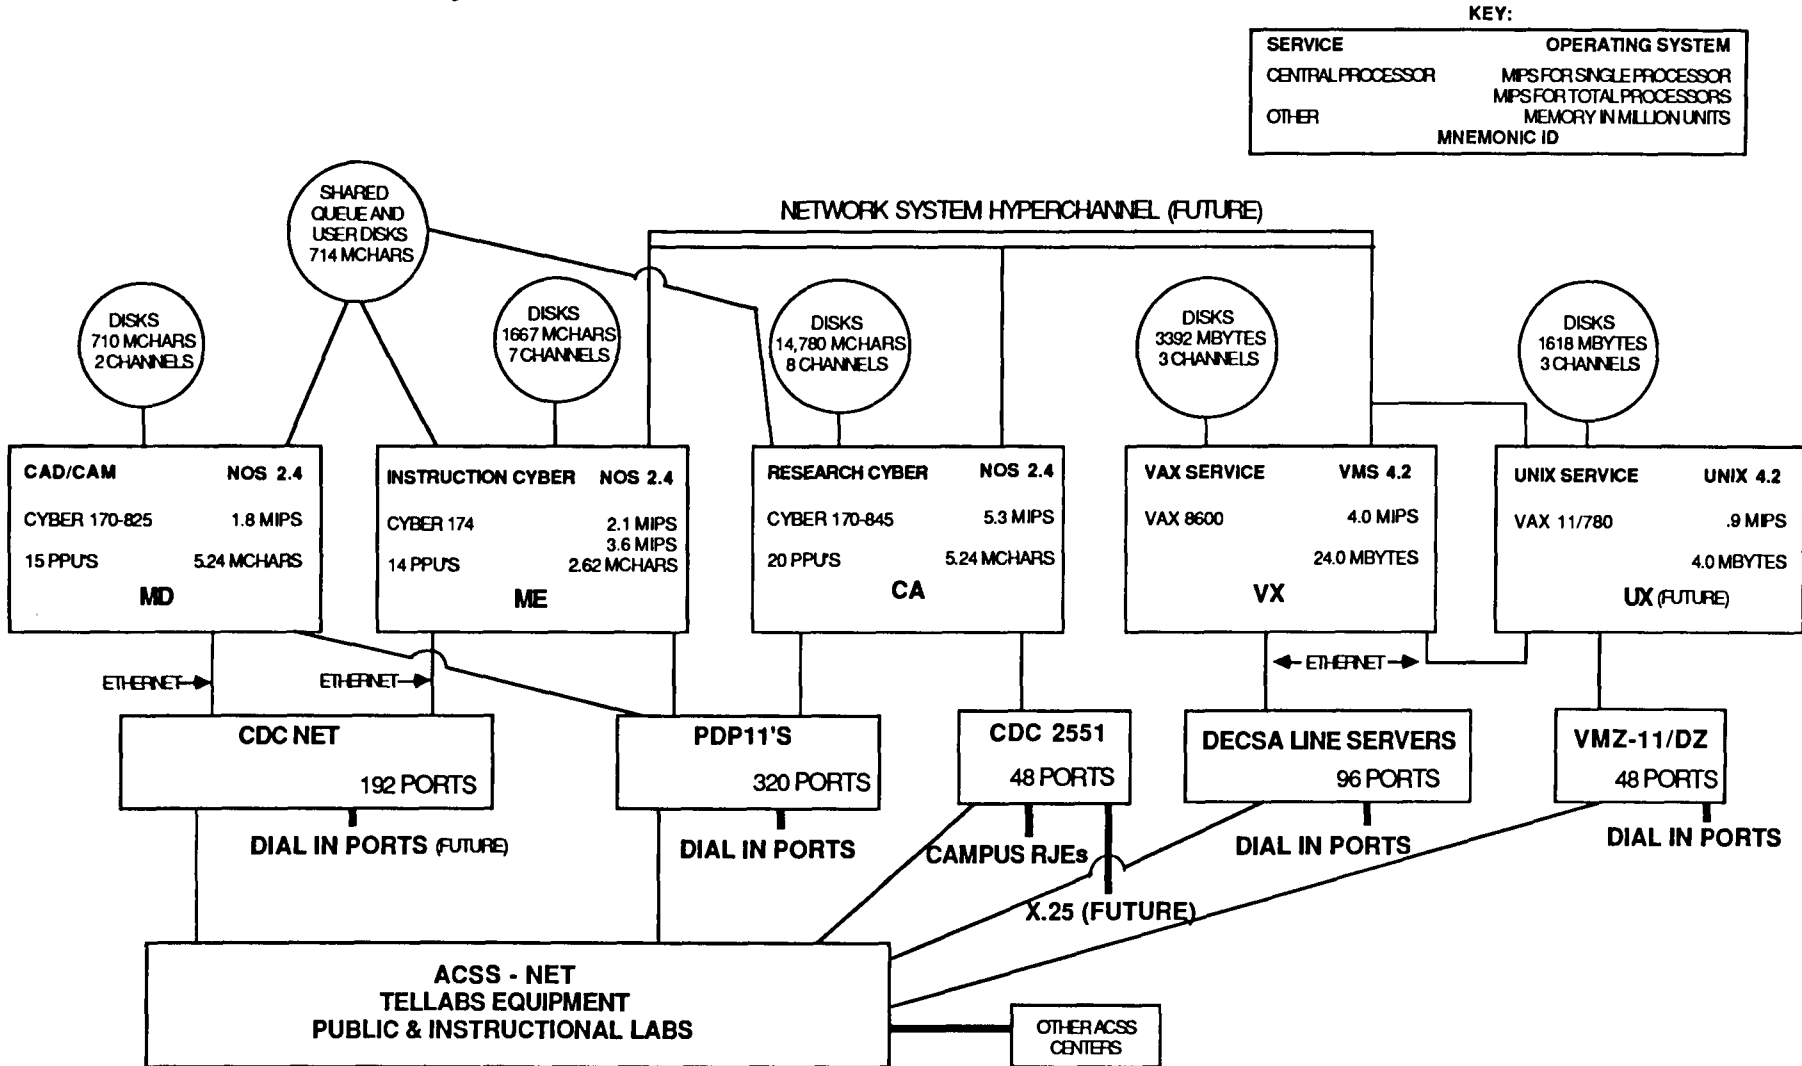 KEY:
SERVICE OPERATING SYSTEM
CENTRAL PROCESSOR MIPS FOR SINGLE PROCESSOR
MIPS FOR TOTAL PROCESSORS
OTHER MEMORY IN MILLION UNITS
MNEMONIC ID
SHARED
QUEUE AND
USER DISKS
714 MCHARS
NETWORK SYSTEM HYPERCHANNEL (FUTURE)
DISKS
710 MCHARS
2 CHANNELS
DISKS
1667 MCHARS
7 CHANNELS
DISKS
14,780 MCHARS
8 CHANNELS
DISKS
3392 MBYTES
3 CHANNELS
DISKS
1618 MBYTES
3 CHANNELS
CAD/CAM NOS 2.4
CYBER 170-825 1.8 MIPS
15 PPU'S 5.24 MCHARS
MD
INSTRUCTION CYBER NOS 2.4
CYBER 174 2.1 MIPS
3.6 MIPS
14 PPU'S 2.62 MCHARS
ME
RESEARCH CYBER NOS 2.4
CYBER 170-845 5.3 MIPS
20 PPU'S 5.24 MCHARS
CA
VAX SERVICE VMS 4.2
VAX 8600 4.0 MIPS
24.0 MBYTES
VX
UNIX SERVICE UNIX 4.2
VAX 11/780 .9 MIPS
4.0 MBYTES
UX (FUTURE)
ETHERNET
ETHERNET
ETHERNET
CDC NET
192 PORTS
PDP11'S
320 PORTS
CDC 2551
48 PORTS
DECSA LINE SERVERS
96 PORTS
VMZ-11/DZ
48 PORTS
DIAL IN PORTS (FUTURE)
DIAL IN PORTS
CAMPUS RJEs
DIAL IN PORTS
DIAL IN PORTS
X.25 (FUTURE)
ACSS - NET
TELLABS EQUIPMENT
PUBLIC & INSTRUCTIONAL LABS
OTHER ACSS
CENTERS